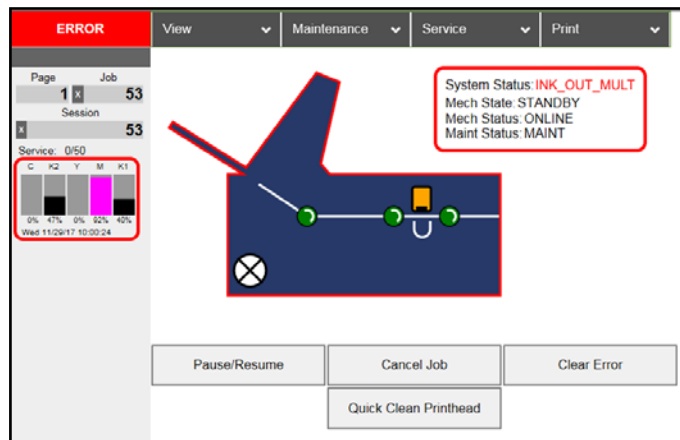 ERROR
View
Maintenance
Service
Print
Page Job
1 x 53
Session
x 53
Service: 0/50
C K2 Y M K1
0% 47% 0% 92% 40%
Wed 11/29/17 10:00:24
System Status: INK_OUT_MULT
Mech State: STANDBY
Mech Status: ONLINE
Maint Status: MAINT
Pause/Resume
Cancel Job
Clear Error
Quick Clean Printhead